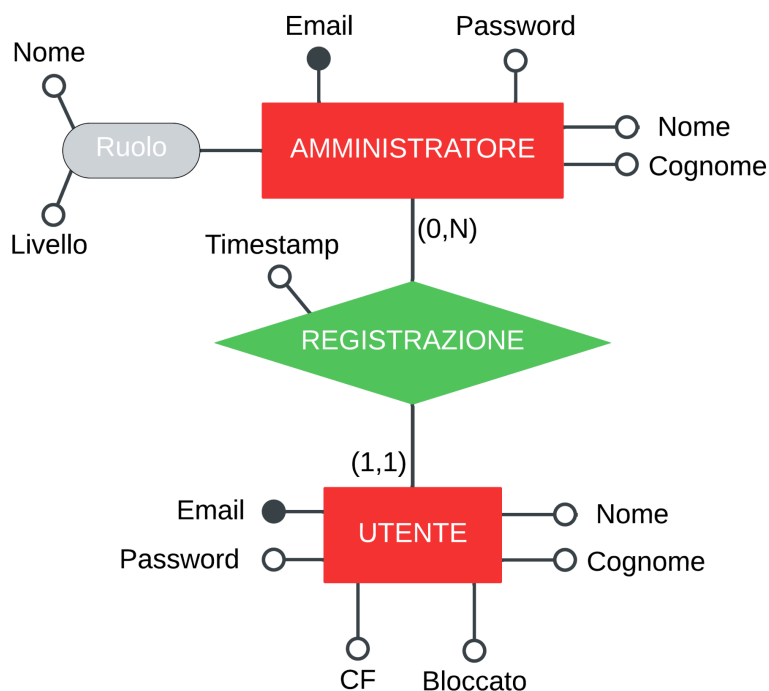 Email
Password
Nome
Ruolo
AMMINISTRATORE
Nome
Cognome
Livello
(0,N)
Timestamp
REGISTRAZIONE
(1,1)
Email
UTENTE
Nome
Password
Cognome
CF
Bloccato